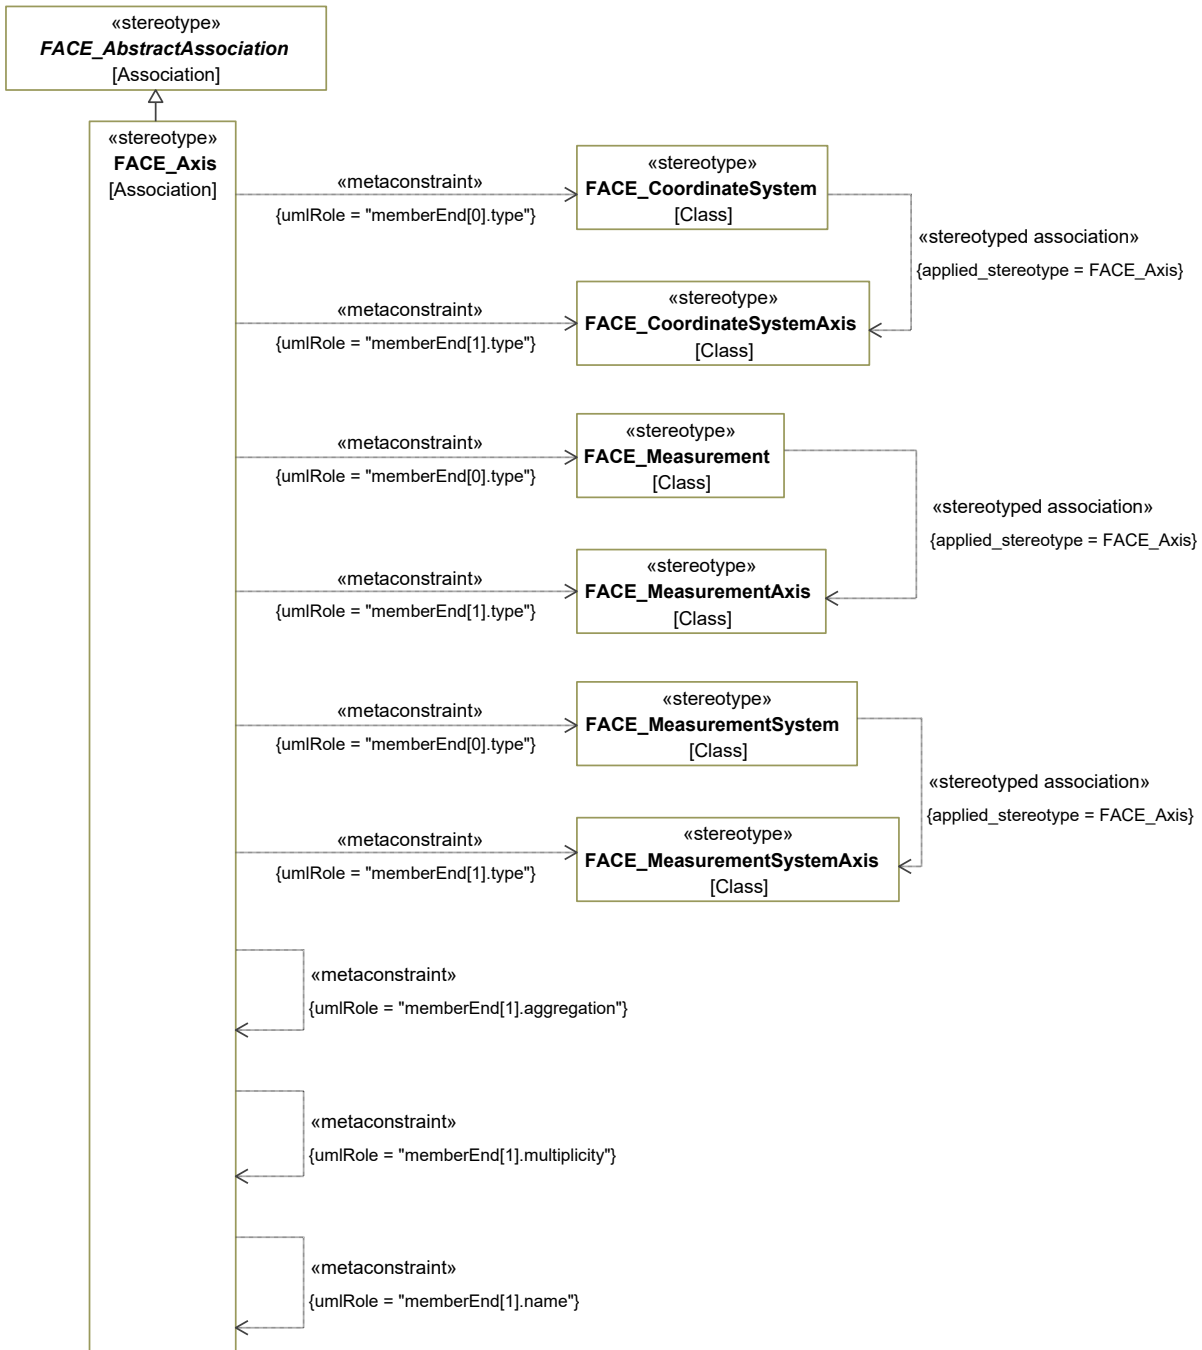 «stereotype»
FACE_AbstractAssociation
[Association]
«stereotype»
FACE_Axis
[Association]
«metaconstraint»
{umlRole = "memberEnd[0].type"}
«stereotype»
FACE_CoordinateSystem
[Class]
«stereotyped association»
{applied_stereotype = FACE_Axis}
«metaconstraint»
{umlRole = "memberEnd[1].type"}
«stereotype»
FACE_CoordinateSystemAxis
[Class]
«metaconstraint»
{umlRole = "memberEnd[0].type"}
«stereotype»
FACE_Measurement
[Class]
«stereotyped association»
{applied_stereotype = FACE_Axis}
«metaconstraint»
{umlRole = "memberEnd[1].type"}
«stereotype»
FACE_MeasurementAxis
[Class]
«metaconstraint»
{umlRole = "memberEnd[0].type"}
«stereotype»
FACE_MeasurementSystem
[Class]
«stereotyped association»
{applied_stereotype = FACE_Axis}
«metaconstraint»
{umlRole = "memberEnd[1].type"}
«stereotype»
FACE_MeasurementSystemAxis
[Class]
«metaconstraint»
{umlRole = "memberEnd[1].aggregation"}
«metaconstraint»
{umlRole = "memberEnd[1].multiplicity"}
«metaconstraint»
{umlRole = "memberEnd[1].name"}